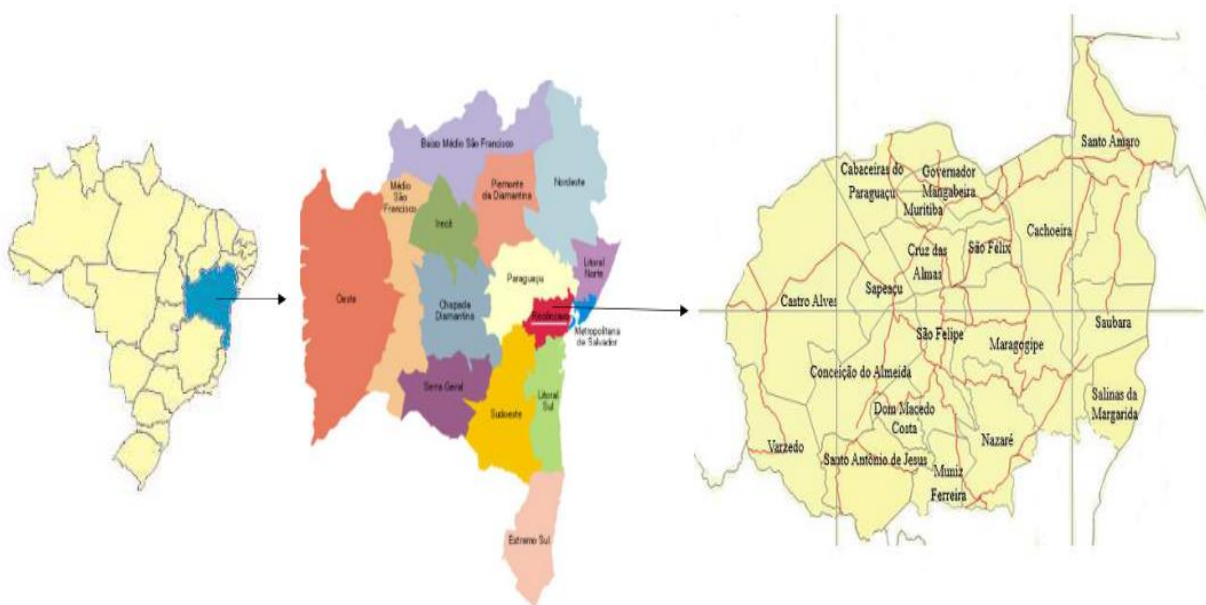 Baixo Médio São Francisco
Nordeste
Médio
São
Francisco
Piemonte
da Diamantina
Irecê
Litoral
Norte
Paraguaçu
Oeste
Chapada
Diamantina
Recôncavo
Metropolitana
de Salvador
Serra Geral
Sudoeste
Litoral
Sul
Extremo Sul
Santo Amaro
Cabaceiras do
Paraguaçu
Governador
Mangabeira
Muritiba
Cachoeira
Cruz das
Almas
São Félix
Sapeaçu
Castro Alves
São Felipe
Maragogipe
Saubara
Conceição do Almeida
Salinas da
Margarida
Dom Macedo
Costa
Nazaré
Varzedo
Santo Antônio de Jesus
Muniz
Ferreira